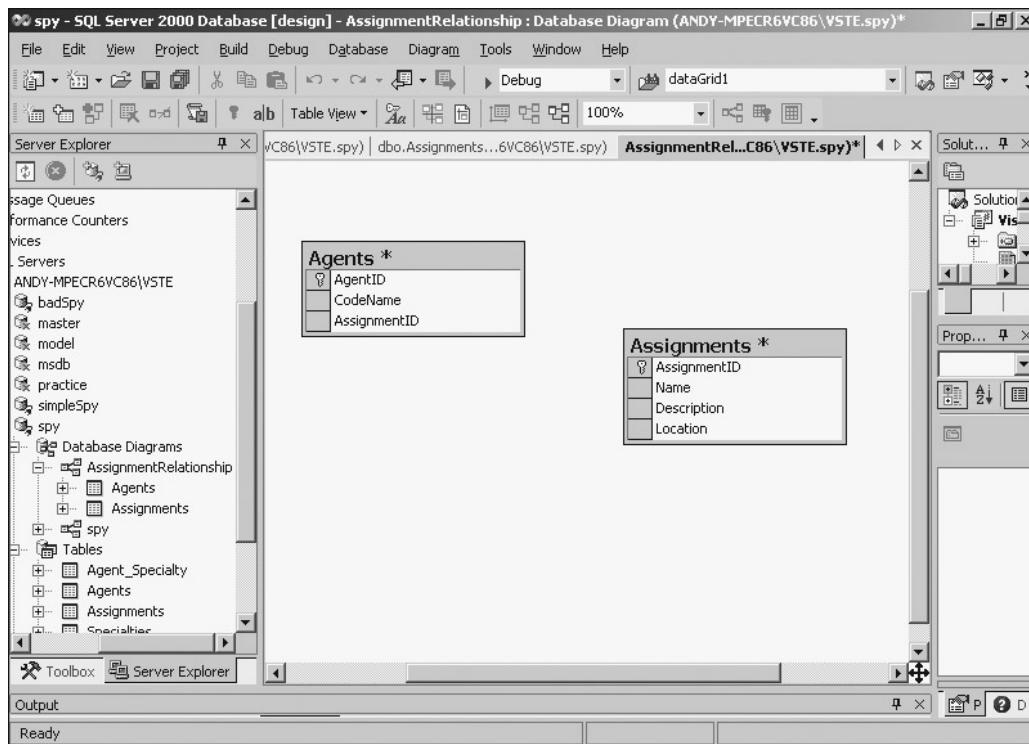 spy - SQL Server 2000 Database [design] - AssignmentRelationship : Database Diagram (ANDY-MPECR6VC86\VSTE.spy)*
File Edit View Project Build Debug Database Diagram Tools Window Help
Debug dataGrid1
a|b Table View 100%
Server Explorer
VC86\VSTE.spy) dbo.Assignments...6VC86\VSTE.spy) AssignmentRel...C86\VSTE.spy)*
Solut...
ssage Queues
formance Counters
vices
. Servers
ANDY-MPECR6VC86\VSTE
badSpy
master
model
msdb
practice
simpleSpy
spy
Database Diagrams
AssignmentRelationship
Agents
Assignments
spy
Tables
Agent_Specialty
Agents
Assignments
Specialties
Toolbox Server Explorer
Agents *
AgentID
CodeName
AssignmentID
Assignments *
AssignmentID
Name
Description
Location
Solution
Vis
Prop...
P D
Output
Ready